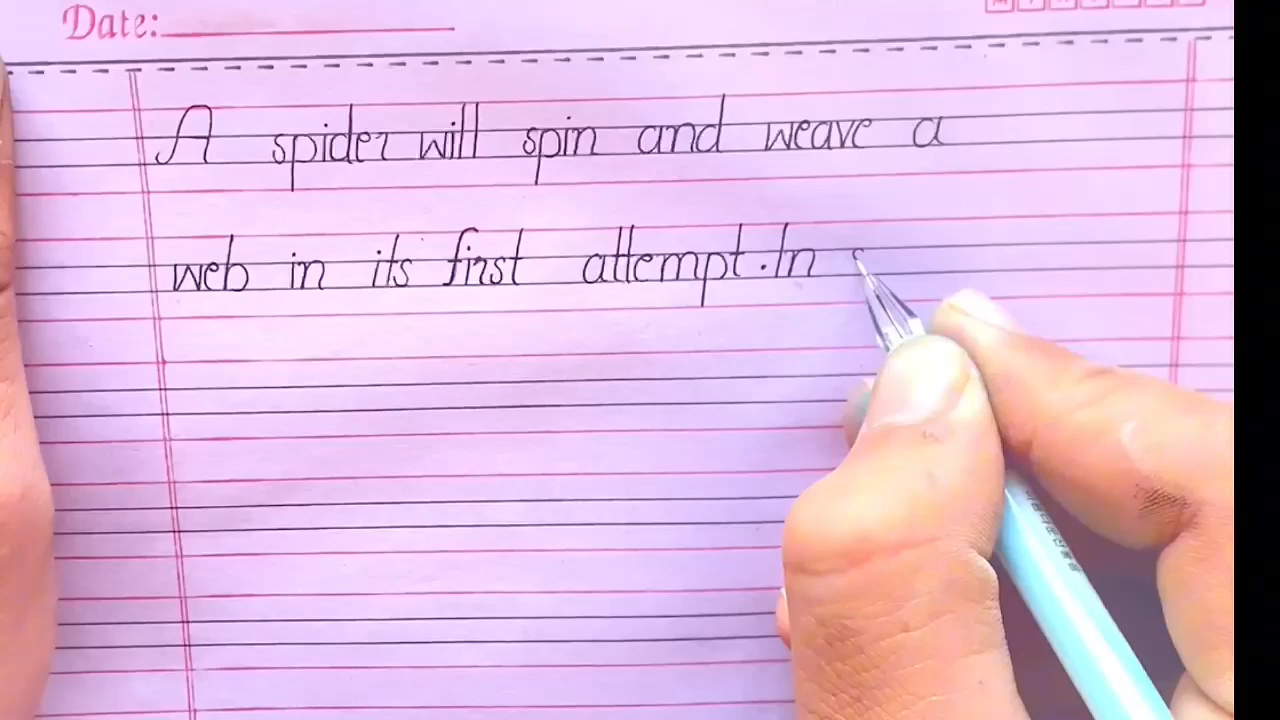 Date:
A spider will spin and weave a
web in its first attempt. In